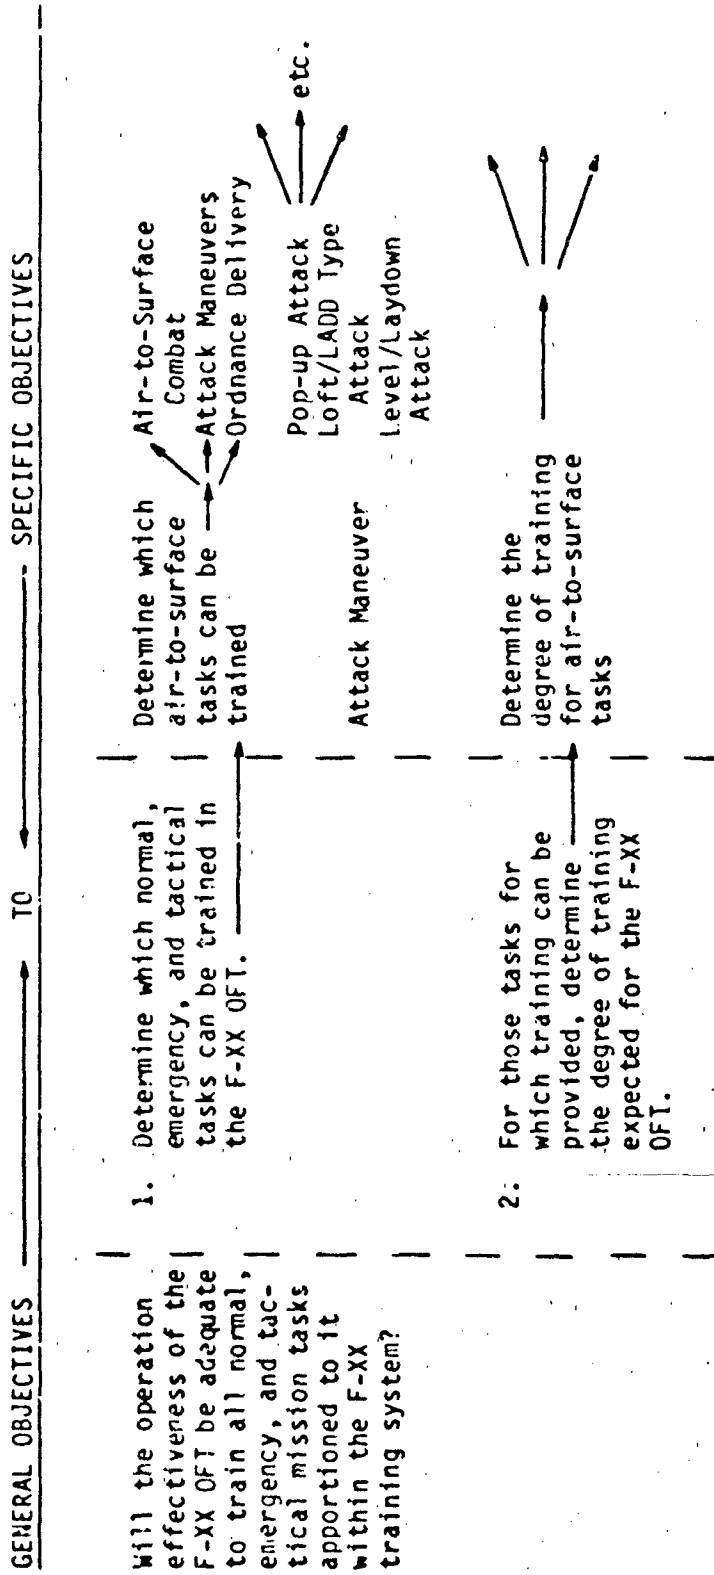 GENERAL OBJECTIVES TO SPECIFIC OBJECTIVES
Will the operation
effectiveness of the
F-XX OFT be adequate
to train all normal,
emergency, and tac-
tical mission tasks
apportioned to it
within the F-XX
training system?
1. Determine which normal,
emergency, and tactical
tasks can be trained in
the F-XX OFT.
Determine which
air-to-surface
tasks can be
trained
Air-to-Surface
Combat
Attack Maneuvers
Ordnance Delivery
Attack Maneuver
Pop-up Attack
Loft/LADD Type
Attack
Level/Laydown
Attack
etc.
2. For those tasks for
which training can be
provided, determine
the degree of training
expected for the F-XX
OFT.
Determine the
degree of training
for air-to-surface
tasks